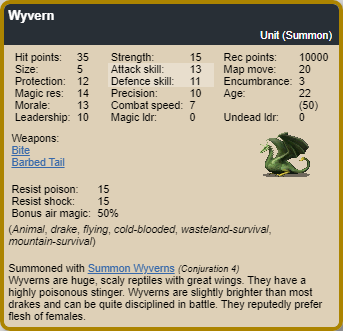 Wyvern
Unit (Summon)
Hit points: 35 Strength: 15 Rec points: 10000
Size: 5 Attack skill: 13 Map move: 20
Protection: 12 Defence skill: 11 Encumbrance: 3
Magic res: 14 Precision: 10 Age: 22
Morale: 13 Combat speed: 7 (50)
Leadership: 10 Magic ldr: 0 Undead ldr: 0
Weapons:
Bite
Barbed Tail
Resist poison: 15
Resist shock: 15
Bonus air magic: 50%
(Animal, drake, flying, cold-blooded, wasteland-survival,
mountain-survival)
Summoned with Summon Wyverns (Conjuration 4)
Wyverns are huge, scaly reptiles with great wings. They have a
highly poisonous stinger. Wyverns are slightly brighter than most
drakes and can be quite disciplined in battle. They reputedly prefer
flesh of females.